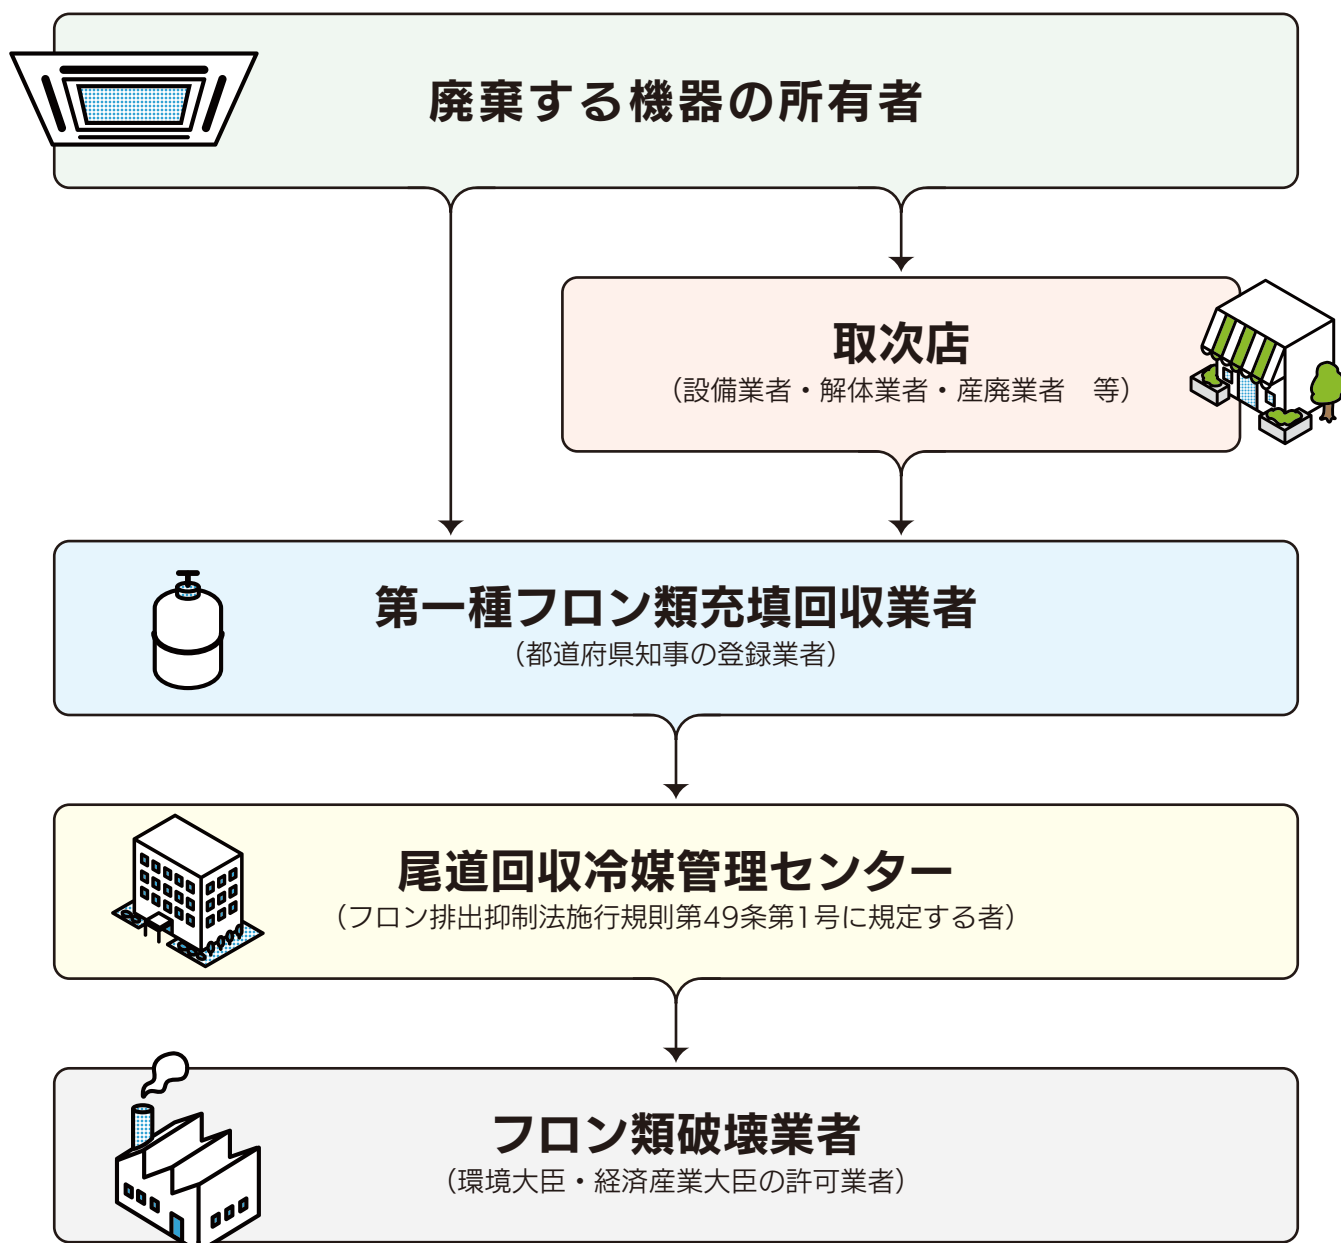 廃棄する機器の所有者
取次店
（設備業者・解体業者・産廃業者　等）
第一種フロン類充填回収業者
（都道府県知事の登録業者）
尾道回収冷媒管理センター
（フロン排出抑制法施行規則第49条第1号に規定する者）
フロン類破壊業者
（環境大臣・経済産業大臣の許可業者）